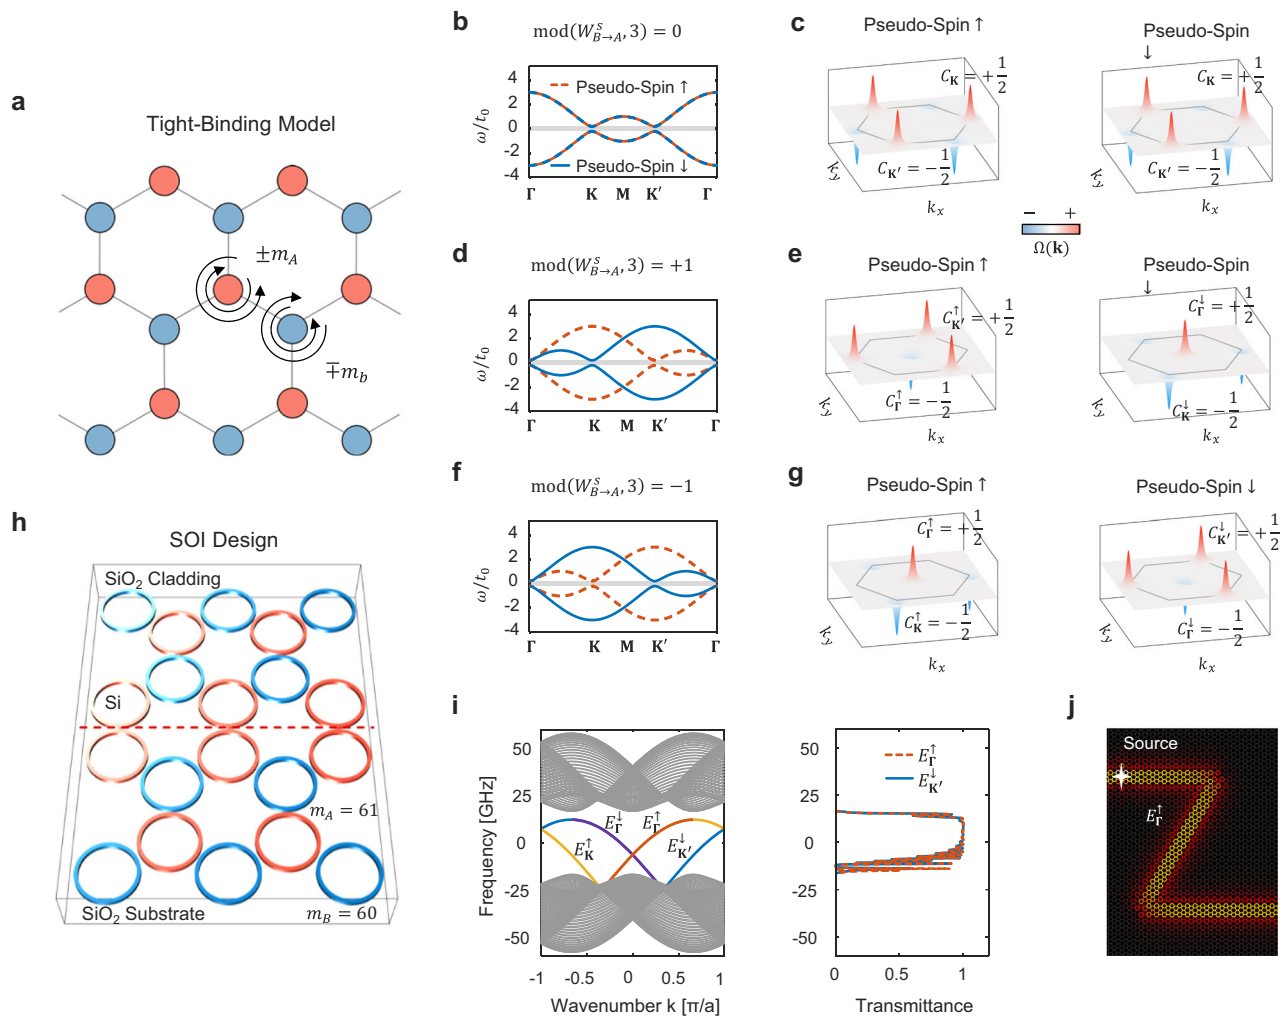 a
Tight-Binding Model
±m_A
∓m_b
b
mod(W^s_{B→A}, 3) = 0
ω/t_0
4
2
0
-2
-4
Pseudo-Spin ↑
Pseudo-Spin ↓
Γ K M K′ Γ
c
Pseudo-Spin ↑
C_K = +1/2
C_K′ = −1/2
k_y
k_x
Pseudo-Spin
↓
C_K = +1/2
C_K′ = −1/2
k_y
k_x
− +
Ω(k)
d
mod(W^s_{B→A}, 3) = +1
ω/t_0
4
2
0
-2
-4
Γ K M K′ Γ
e
Pseudo-Spin ↑
C^↑_K′ = +1/2
C^↑_Γ = −1/2
k_y
k_x
Pseudo-Spin
↓
C^↓_Γ = +1/2
C^↓_K = −1/2
k_y
k_x
f
mod(W^s_{B→A}, 3) = −1
ω/t_0
4
2
0
-2
-4
Γ K M K′ Γ
g
Pseudo-Spin ↑
C^↑_Γ = +1/2
C^↑_K = −1/2
k_y
k_x
Pseudo-Spin ↓
C^↓_K′ = +1/2
C^↓_Γ = −1/2
k_y
k_x
h
SOI Design
SiO2 Cladding
Si
m_A = 61
SiO2 Substrate
m_B = 60
i
Frequency [GHz]
50
25
0
-25
-50
E^↑_K
E^↓_Γ
E^↑_Γ
E^↓_K′
-1 -0.5 0 0.5 1
Wavenumber k [π/a]
50
25
0
-25
-50
E^↑_Γ
E^↓_K′
0 0.5 1
Transmittance
j
Source
E^↑_Γ